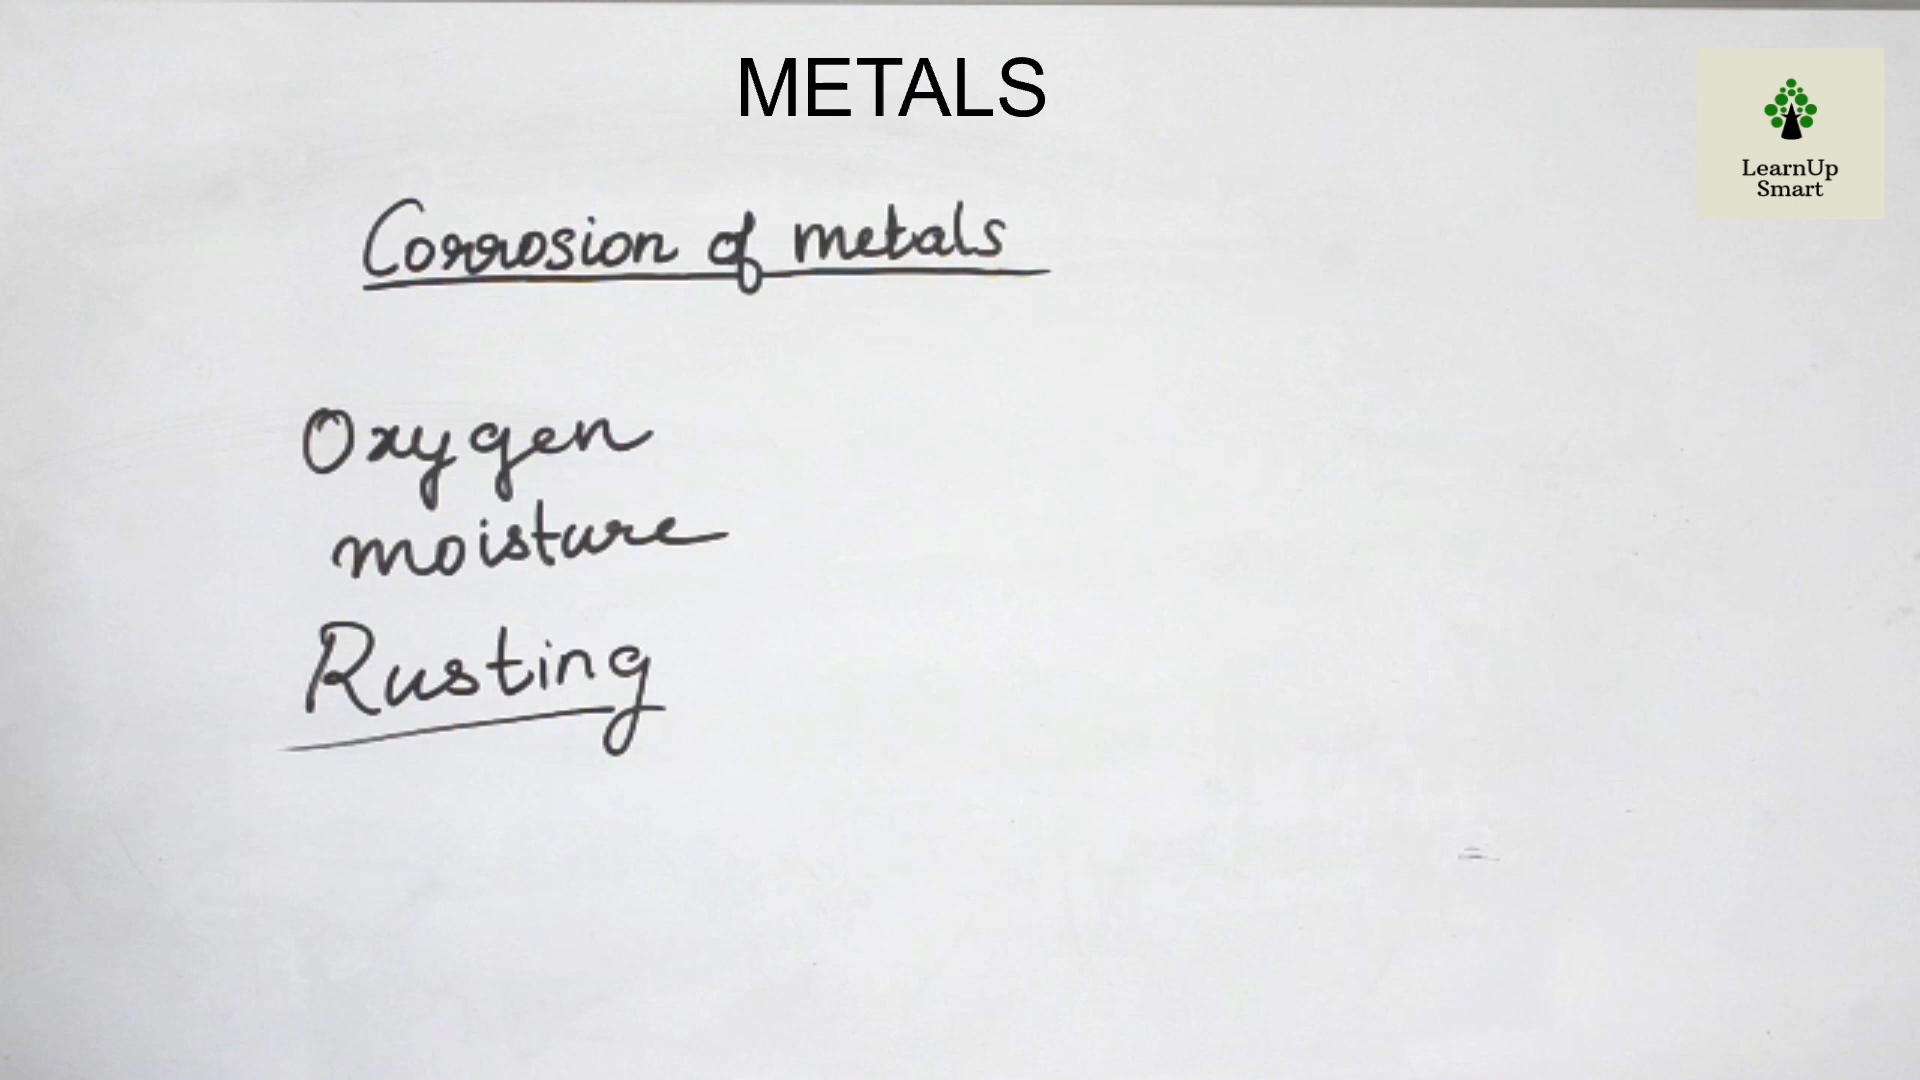 METALS
LearnUp
Smart
Corrosion of metals
Oxygen
moisture
Rusting